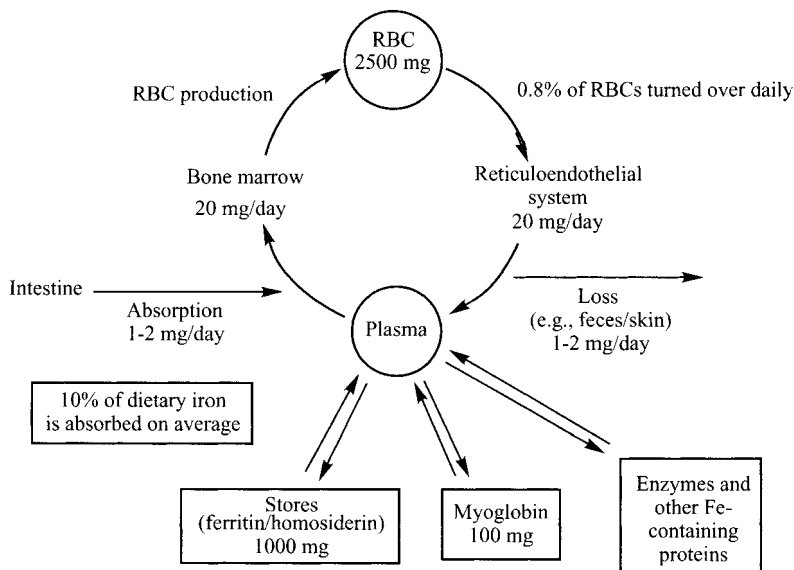 RBC
2500 mg
RBC production
0.8% of RBCs turned over daily
Bone marrow
20 mg/day
Reticuloendothelial
system
20 mg/day
Intestine
Absorption
1-2 mg/day
Plasma
Loss
(e.g., feces/skin)
1-2 mg/day
10% of dietary iron
is absorbed on average
Stores
(ferritin/homosiderin)
1000 mg
Myoglobin
100 mg
Enzymes and
other Fe-
containing
proteins